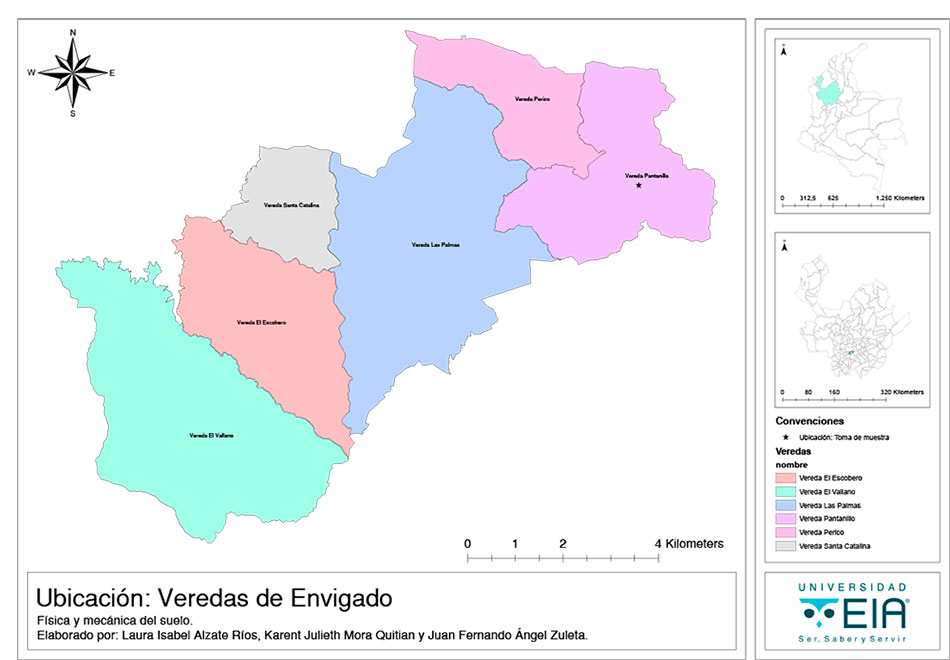 N
W E
S
Vereda Perico
Vereda Pantanillo
Vereda Santa Catalina
Vereda Las Palmas
Vereda El Escobero
Vereda El Vallano
0 1 2 4 Kilometers
Ubicación: Veredas de Envigado
Física y mecánica del suelo.
Elaborado por: Laura Isabel Alzate Ríos, Karent Julieth Mora Quitian y Juan Fernando Ángel Zuleta.
0 312,5 625 1.250 Kilometers
0 80 160 320 Kilometers
Convenciones
Ubicación: Toma de muestra
Veredas
nombre
Vereda El Escobero
Vereda El Vallano
Vereda Las Palmas
Vereda Pantanillo
Vereda Perico
Vereda Santa Catalina
UNIVERSIDAD
EIA®
Ser, Saber y Servir